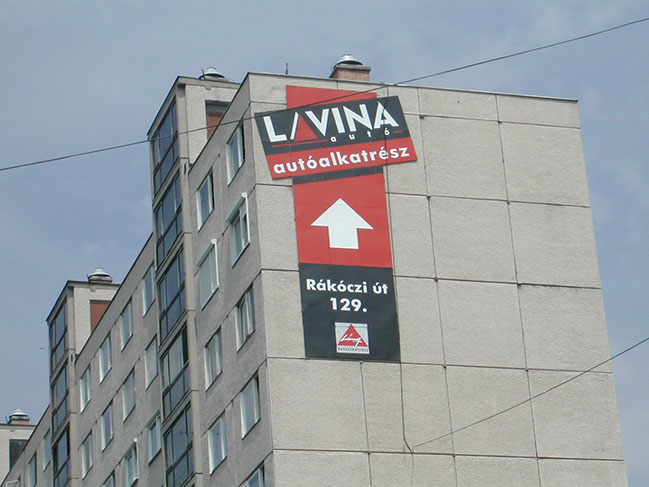 LAVINA
autó
autóalkatrész
Rákóczi út
129.